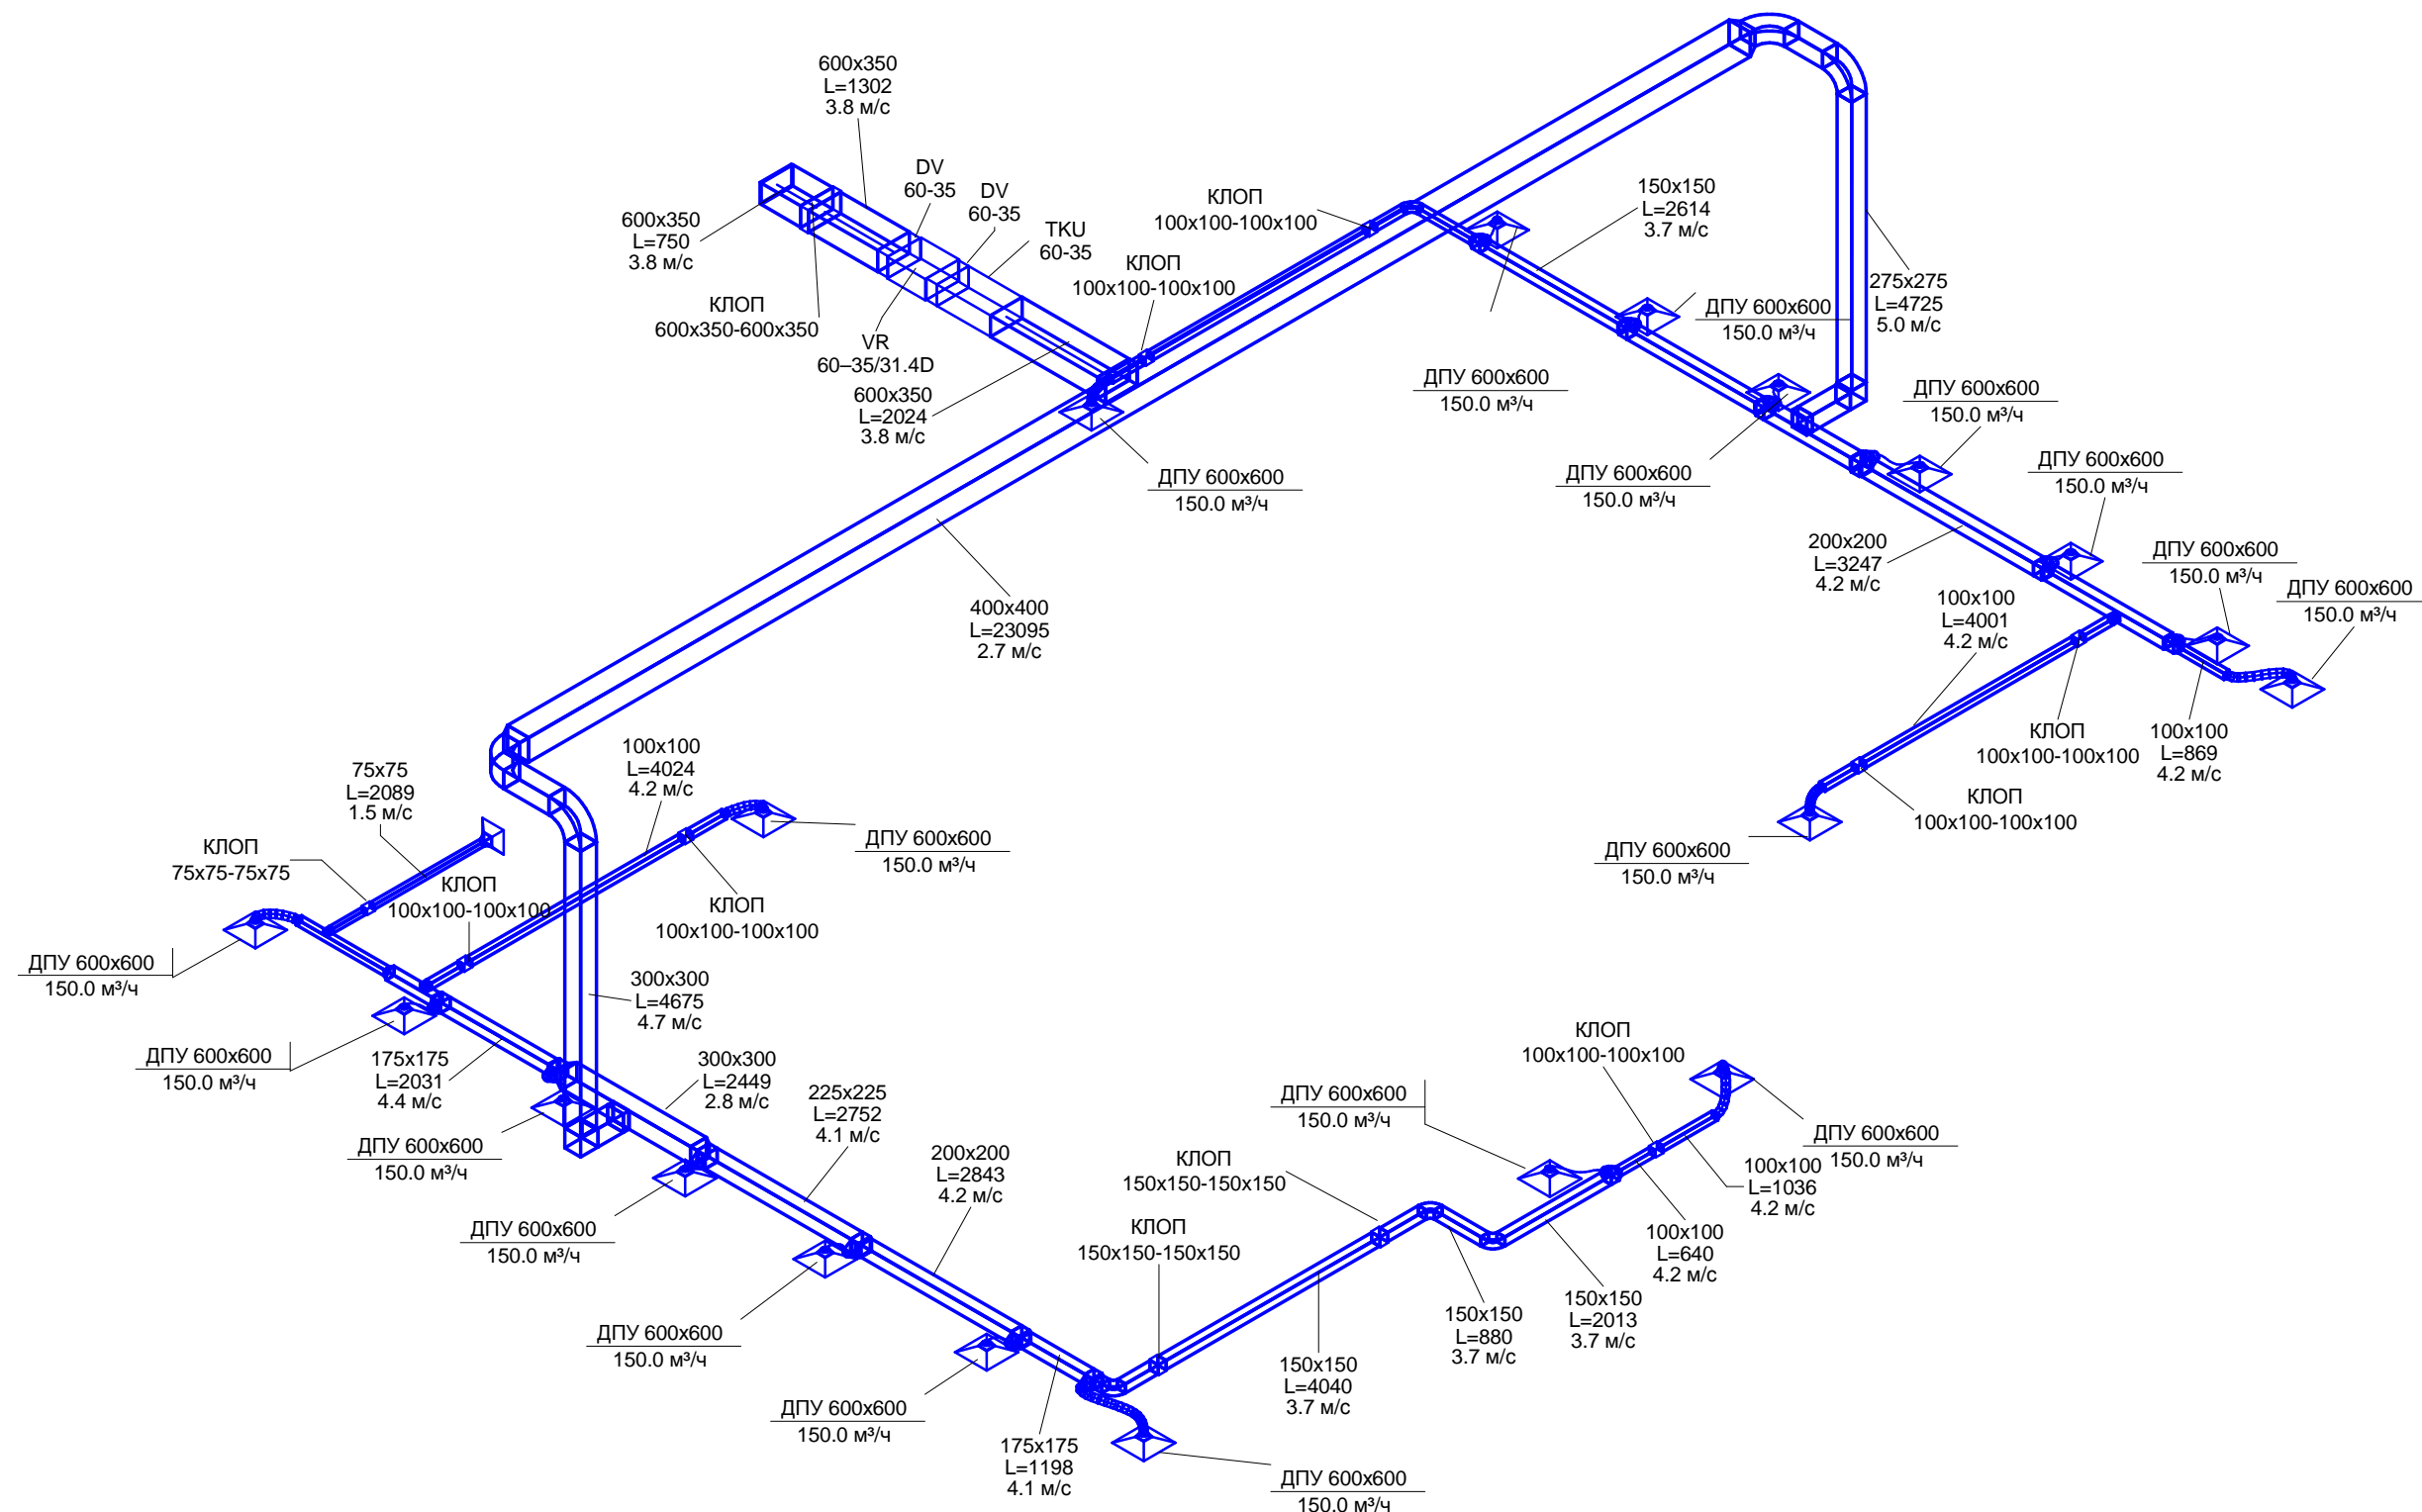 600x350
L=1302
3.8 м/с
DV
60-35
DV
60-35
TKU
60-35
600x350
L=750
3.8 м/с
КЛОП
600x350-600x350
VR
60–35/31.4D
600x350
L=2024
3.8 м/с
КЛОП
100x100-100x100
КЛОП
100x100-100x100
150x150
L=2614
3.7 м/с
275x275
L=4725
5.0 м/с
ДПУ 600x600
150.0 м³/ч
ДПУ 600x600
150.0 м³/ч
ДПУ 600x600
150.0 м³/ч
ДПУ 600x600
150.0 м³/ч
ДПУ 600x600
150.0 м³/ч
ДПУ 600x600
150.0 м³/ч
ДПУ 600x600
150.0 м³/ч
ДПУ 600x600
150.0 м³/ч
200x200
L=3247
4.2 м/с
100x100
L=4001
4.2 м/с
400x400
L=23095
2.7 м/с
КЛОП
100x100-100x100
100x100
L=869
4.2 м/с
КЛОП
100x100-100x100
ДПУ 600x600
150.0 м³/ч
75x75
L=2089
1.5 м/с
100x100
L=4024
4.2 м/с
КЛОП
75x75-75x75
КЛОП
100x100-100x100
КЛОП
100x100-100x100
ДПУ 600x600
150.0 м³/ч
ДПУ 600x600
150.0 м³/ч
300x300
L=4675
4.7 м/с
ДПУ 600x600
150.0 м³/ч
175x175
L=2031
4.4 м/с
300x300
L=2449
2.8 м/с
225x225
L=2752
4.1 м/с
ДПУ 600x600
150.0 м³/ч
200x200
L=2843
4.2 м/с
ДПУ 600x600
150.0 м³/ч
КЛОП
150x150-150x150
КЛОП
150x150-150x150
ДПУ 600x600
150.0 м³/ч
КЛОП
100x100-100x100
ДПУ 600x600
150.0 м³/ч
100x100
L=1036
4.2 м/с
100x100
L=640
4.2 м/с
150x150
L=2013
3.7 м/с
150x150
L=880
3.7 м/с
150x150
L=4040
3.7 м/с
ДПУ 600x600
150.0 м³/ч
ДПУ 600x600
150.0 м³/ч
175x175
L=1198
4.1 м/с
ДПУ 600x600
150.0 м³/ч